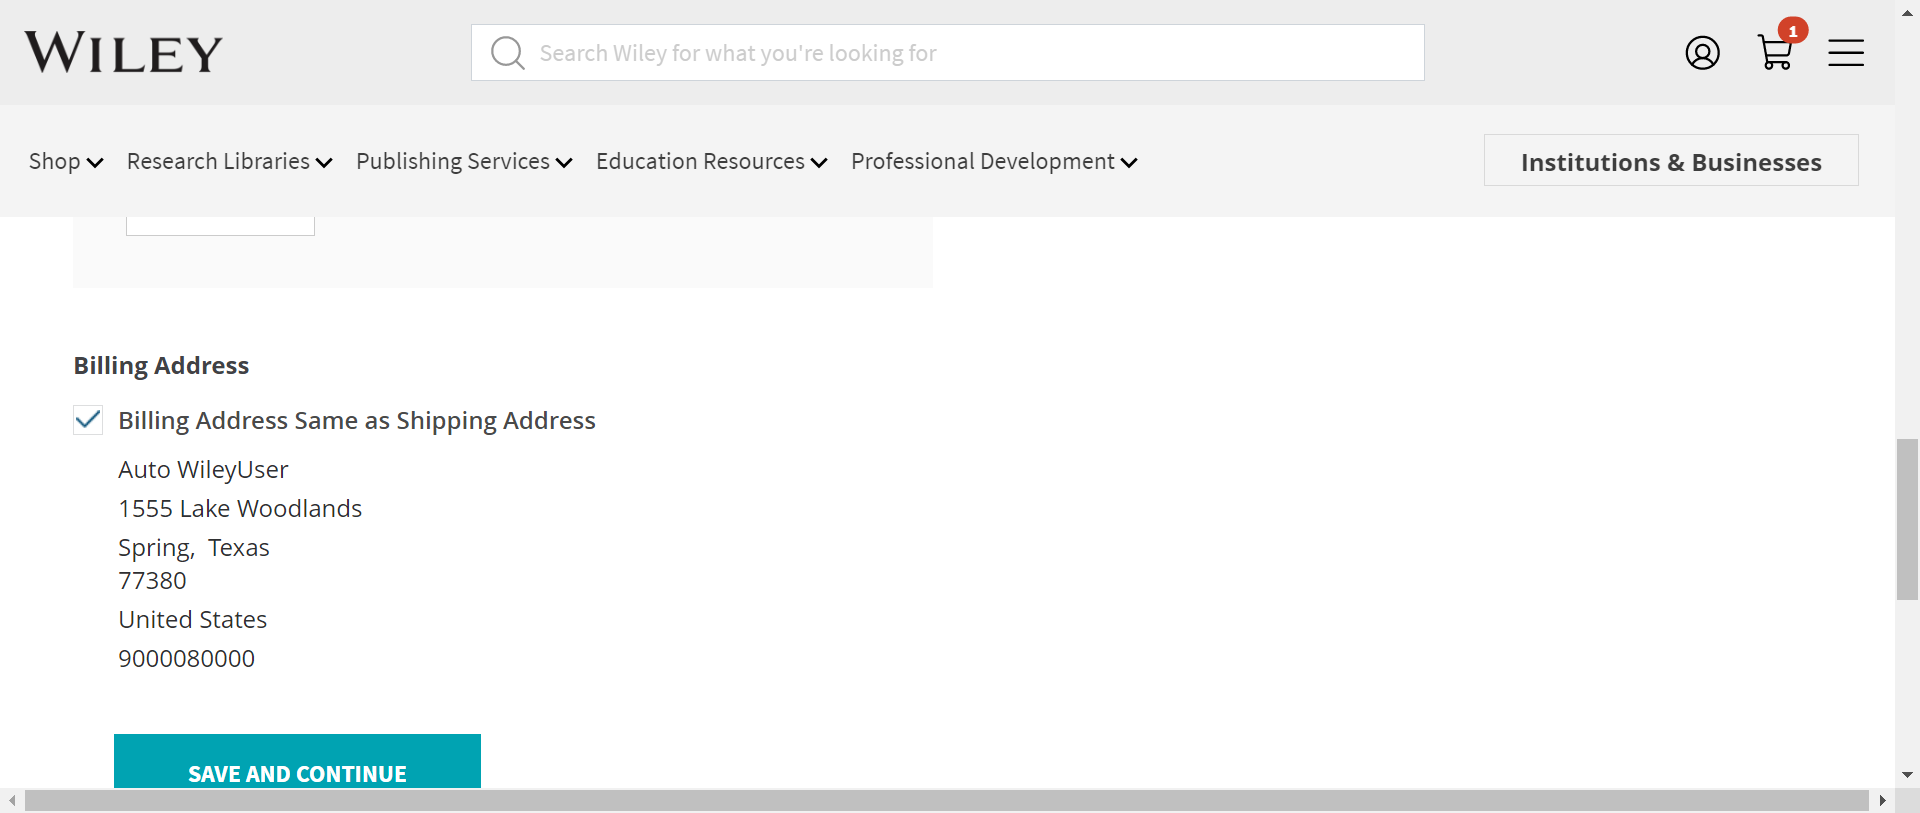 WILEY
Search Wiley for what you're looking for
1
Shop
Research Libraries
Publishing Services
Education Resources
Professional Development
Institutions & Businesses
Billing Address
Billing Address Same as Shipping Address
Auto WileyUser
1555 Lake Woodlands
Spring,  Texas
77380
United States
9000080000
SAVE AND CONTINUE